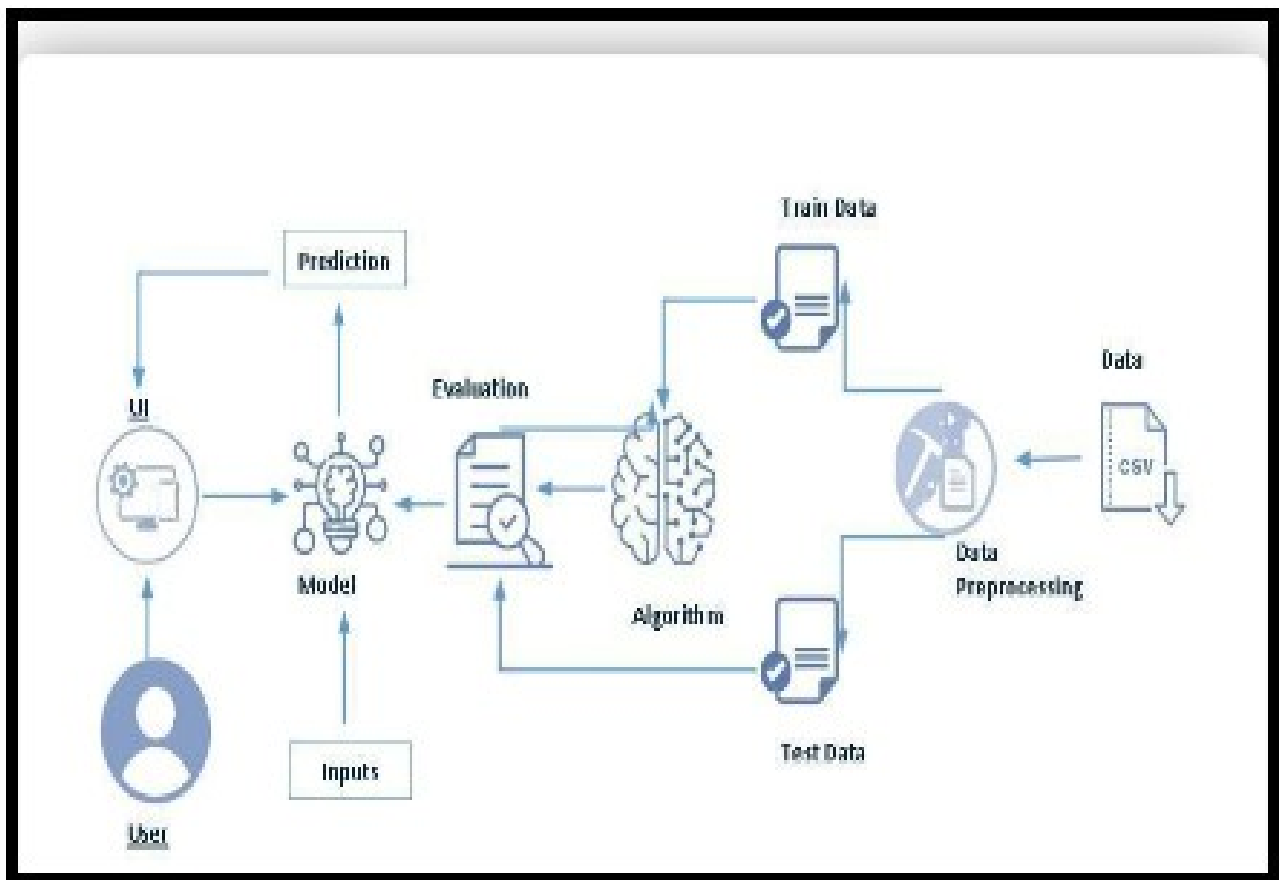 Train Data
Prediction
Data
Evaluation
UI
CSV
Data
Preprocessing
Model
Algorithm
Test Data
Inputs
User